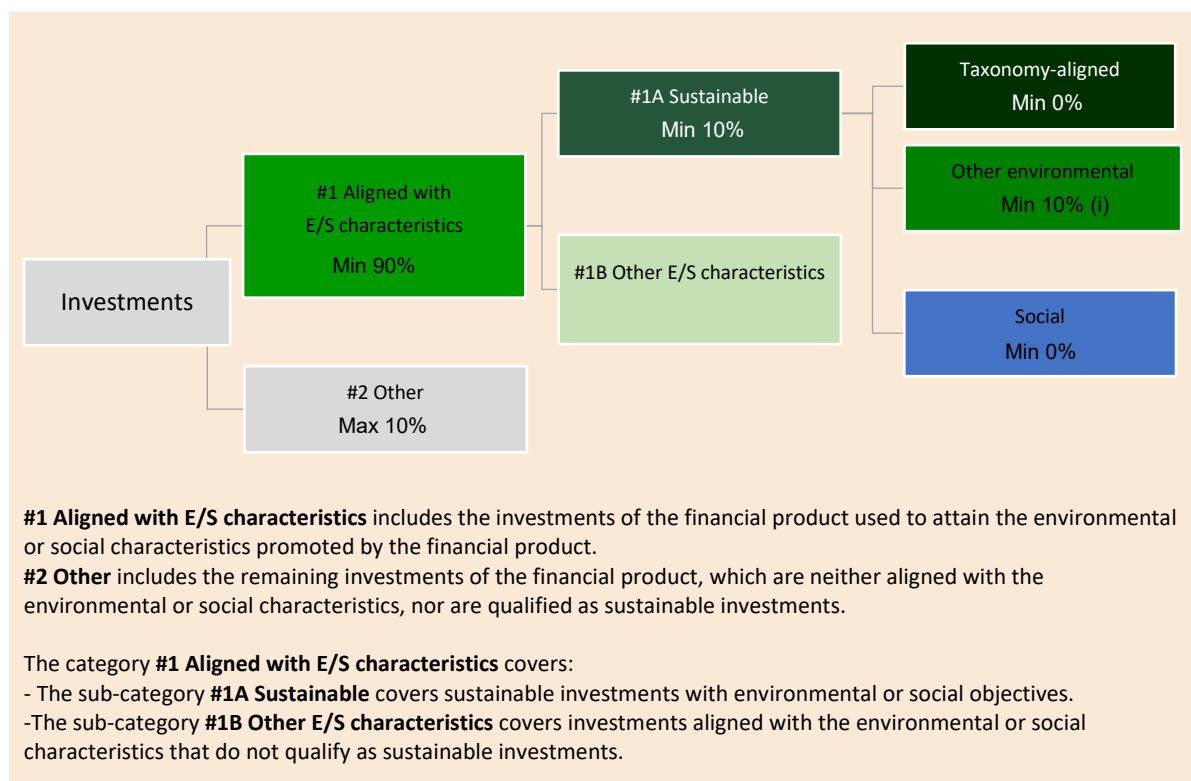 Investments
#1 Aligned with
E/S characteristics
Min 90%
#2 Other
Max 10%
#1A Sustainable
Min 10%
#1B Other E/S characteristics
Taxonomy-aligned
Min 0%
Other environmental
Min 10% (i)
Social
Min 0%
#1 Aligned with E/S characteristics includes the investments of the financial product used to attain the environmental
or social characteristics promoted by the financial product.
#2 Other includes the remaining investments of the financial product, which are neither aligned with the
environmental or social characteristics, nor are qualified as sustainable investments.
The category #1 Aligned with E/S characteristics covers:
- The sub-category #1A Sustainable covers sustainable investments with environmental or social objectives.
-The sub-category #1B Other E/S characteristics covers investments aligned with the environmental or social
characteristics that do not qualify as sustainable investments.